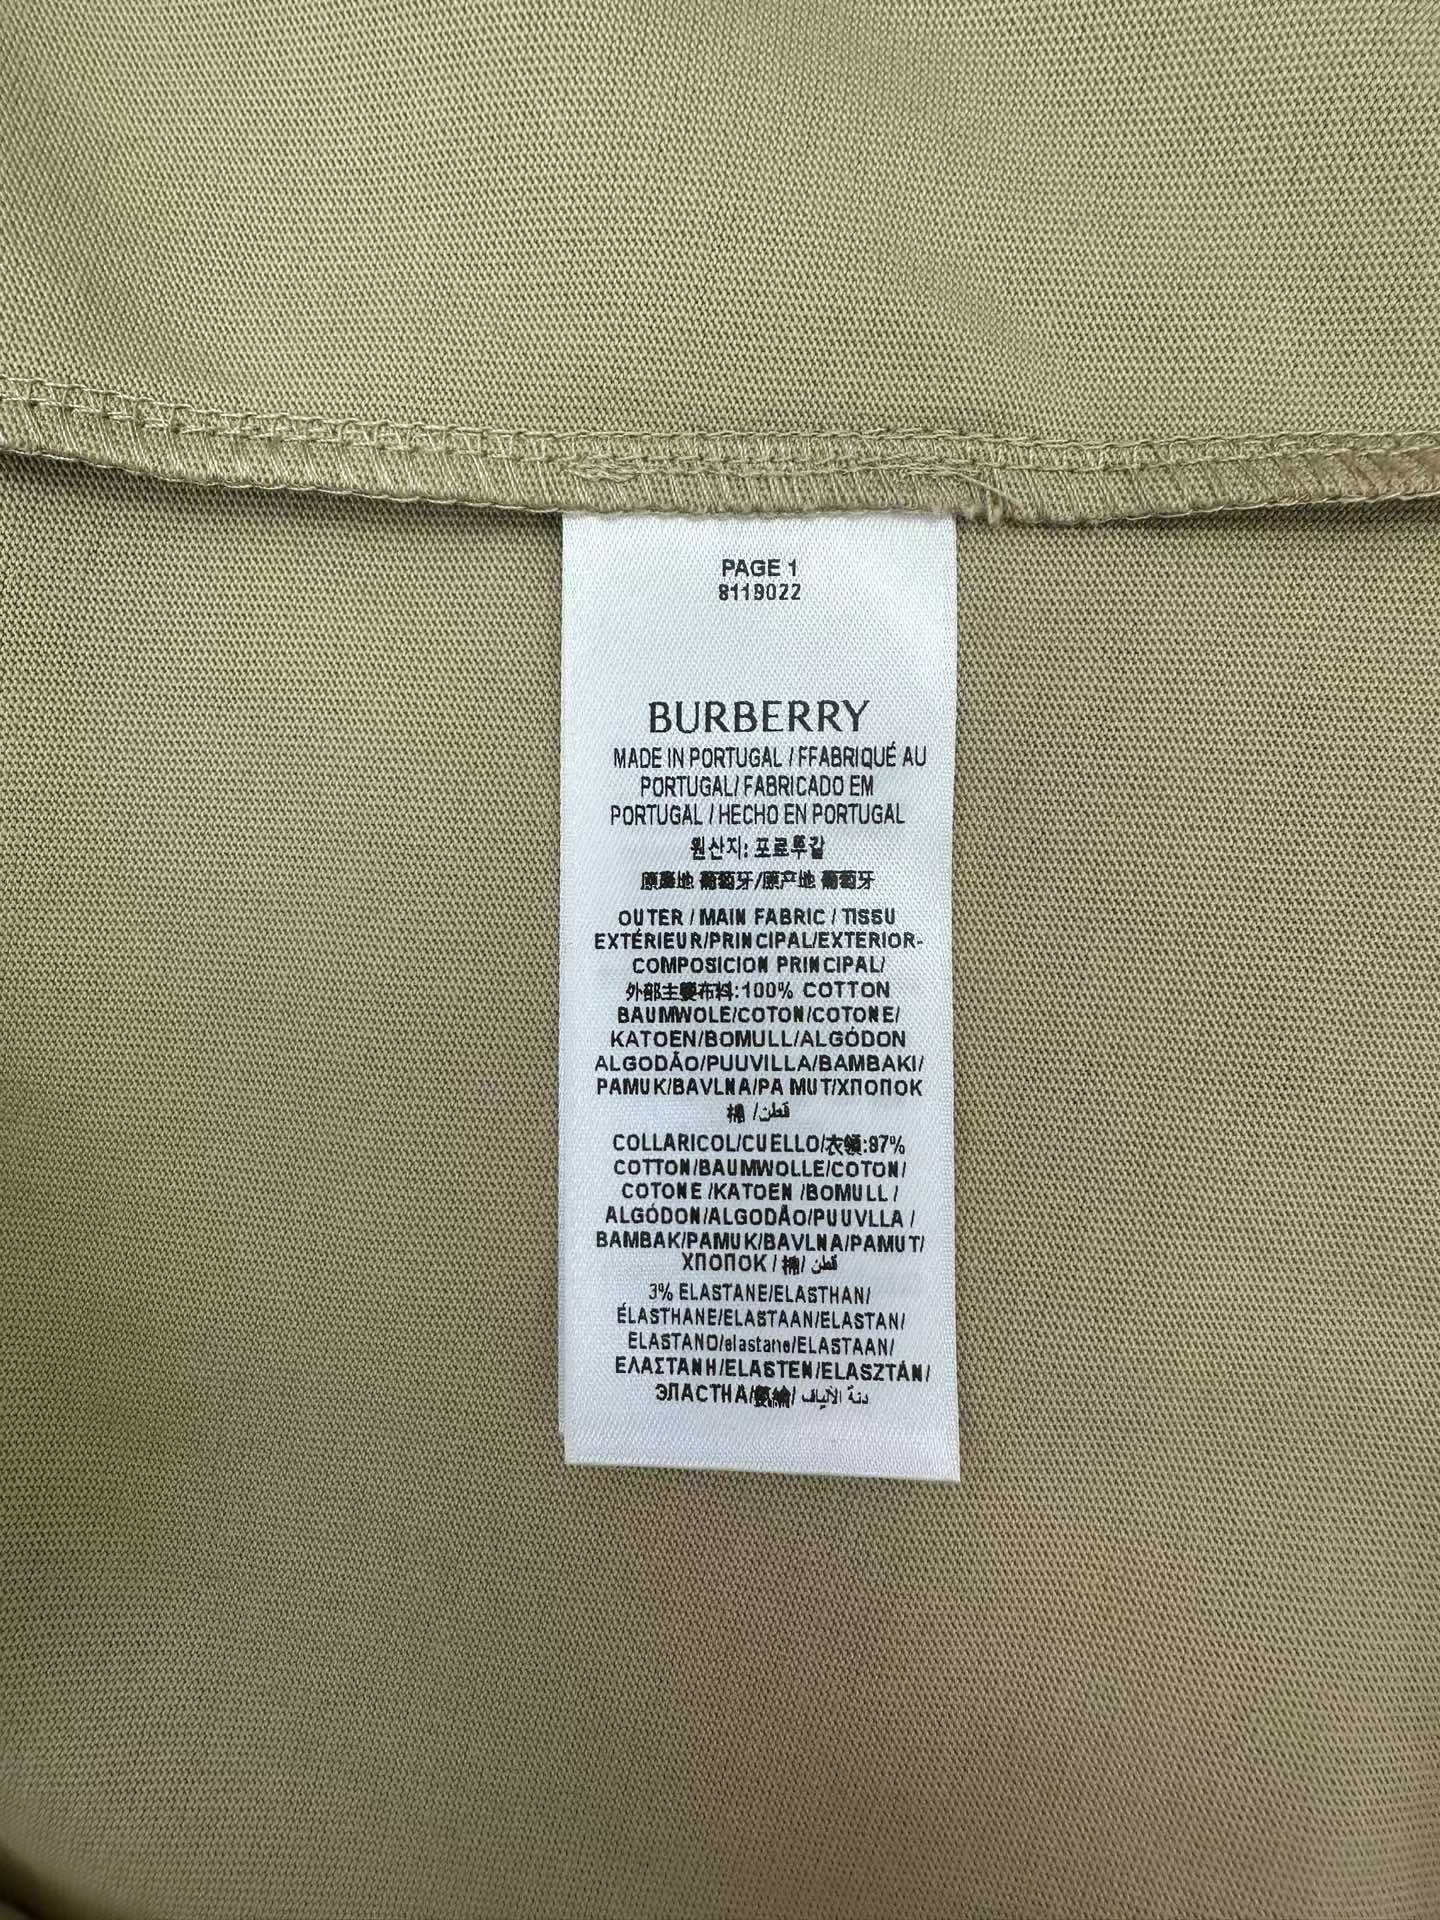 PAGE 1
8119022
BURBERRY
MADE IN PORTUGAL / FFABRIQUÉ AU
PORTUGAL/ FABRICADO EM
PORTUGAL / HECHO EN PORTUGAL
원산지: 포르투갈
原產地 葡萄牙/原产地 葡萄牙
OUTER / MAIN FABRIC / TISSU
EXTÉRIEUR/PRINCIPAL/EXTERIOR-
COMPOSICION PRINCIPAL/
外部主要布料:100% COTTON
BAUMWOLE/COTON/COTONE/
KATOEN/BOMULL/ALGÓDON
ALGODÃO/PUUVILLA/BAMBAKI/
PAMUK/BAVLNA/PA MUT/ХПОПОК
棉 /قطن
COLLARICOL/CUELLO/衣領:87%
COTTON/BAUMWOLLE/COTON/
COTONE /KATOEN /BOMULL /
ALGÓDON/ALGODÃO/PUUVLLA /
BAMBAK/PAMUK/BAVLNA/PAMUT/
ХПОПОК / 棉/ قطن
3% ELASTANE/ELASTHAN/
ÉLASTHANE/ELASTAAN/ELASTAN/
ELASTANO/elastane/ELASTAAN/
ΕΛΑΣΤΑΝΗ/ELASTEN/ELASZTÁN/
ЭЛАСТНА/ / دنة الألياف